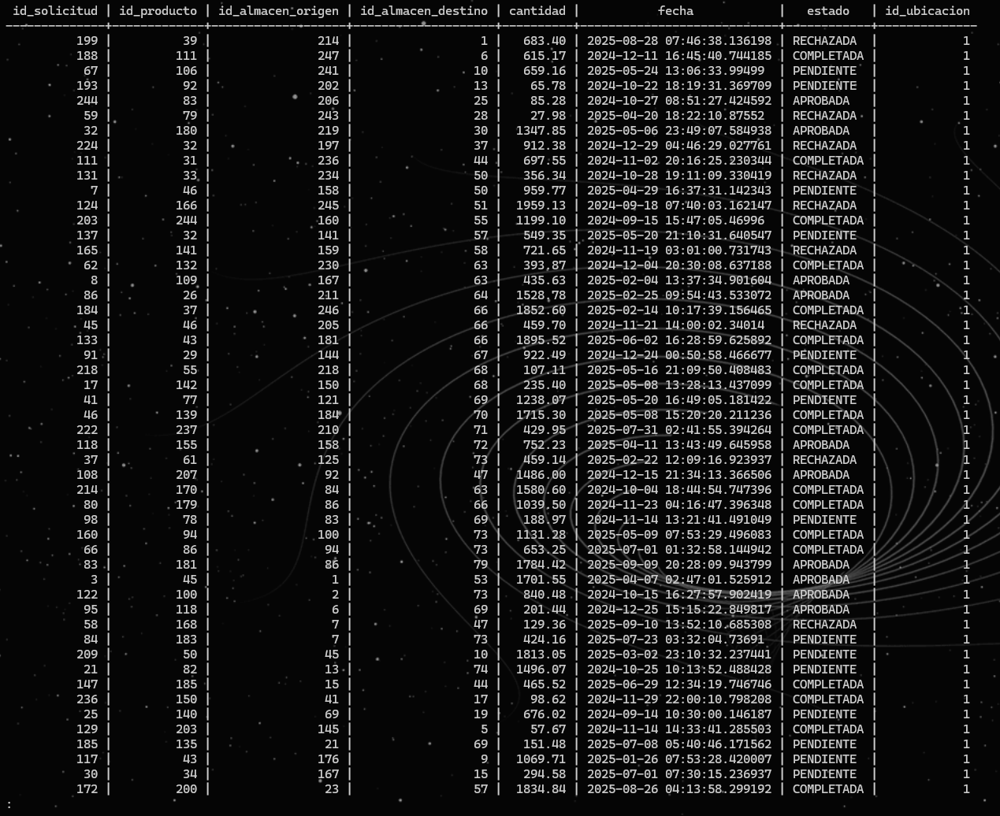 id_solicitud | id_producto | id_almacen_origen | id_almacen_destino | cantidad | fecha | estado | id_ubicacion
199 | 39 | 214 | 1 | 683.40 | 2025-08-28 07:46:38.136198 | RECHAZADA | 1
188 | 111 | 247 | 6 | 615.17 | 2024-12-11 16:45:40.744185 | COMPLETADA | 1
67 | 106 | 241 | 10 | 659.16 | 2025-05-24 13:06:33.99499 | PENDIENTE | 1
193 | 92 | 202 | 13 | 65.78 | 2024-10-22 18:19:31.369709 | PENDIENTE | 1
244 | 83 | 206 | 25 | 85.28 | 2024-10-27 08:51:27.424592 | APROBADA | 1
59 | 79 | 243 | 28 | 27.98 | 2025-04-20 18:22:10.87552 | RECHAZADA | 1
32 | 180 | 219 | 30 | 1347.85 | 2025-05-06 23:49:07.584938 | APROBADA | 1
224 | 32 | 197 | 37 | 912.38 | 2024-12-29 04:46:29.027761 | RECHAZADA | 1
111 | 31 | 236 | 44 | 697.55 | 2024-11-02 20:16:25.230344 | COMPLETADA | 1
131 | 33 | 234 | 50 | 356.34 | 2024-10-28 19:11:09.330419 | RECHAZADA | 1
7 | 46 | 158 | 50 | 959.77 | 2025-04-29 16:37:31.142343 | PENDIENTE | 1
124 | 166 | 245 | 51 | 1959.13 | 2024-09-18 07:40:03.162147 | RECHAZADA | 1
203 | 244 | 160 | 55 | 1199.10 | 2024-09-15 15:47:05.46996 | COMPLETADA | 1
137 | 32 | 141 | 57 | 549.35 | 2025-05-20 21:10:31.640547 | PENDIENTE | 1
165 | 141 | 159 | 58 | 721.65 | 2024-11-19 03:01:00.731743 | RECHAZADA | 1
62 | 132 | 230 | 63 | 393.87 | 2024-12-04 20:30:08.637188 | COMPLETADA | 1
8 | 109 | 167 | 63 | 435.63 | 2025-02-04 13:37:34.901604 | APROBADA | 1
86 | 26 | 211 | 64 | 1528.78 | 2025-02-25 09:54:43.533072 | APROBADA | 1
184 | 37 | 246 | 66 | 1852.60 | 2025-02-14 10:17:39.156465 | COMPLETADA | 1
45 | 46 | 205 | 66 | 459.70 | 2024-11-21 14:00:02.34014 | RECHAZADA | 1
133 | 43 | 181 | 66 | 1895.52 | 2025-06-02 16:28:59.625892 | COMPLETADA | 1
91 | 29 | 144 | 67 | 922.49 | 2024-12-24 00:50:58.466677 | PENDIENTE | 1
218 | 55 | 218 | 68 | 107.11 | 2025-05-16 21:09:50.408483 | COMPLETADA | 1
17 | 142 | 150 | 68 | 235.40 | 2025-05-08 13:28:13.437099 | COMPLETADA | 1
41 | 77 | 121 | 69 | 1238.07 | 2025-05-20 16:49:05.181422 | PENDIENTE | 1
46 | 139 | 184 | 70 | 1715.30 | 2025-05-08 15:20:20.211236 | COMPLETADA | 1
222 | 237 | 210 | 71 | 429.95 | 2025-07-31 02:41:55.394264 | COMPLETADA | 1
118 | 155 | 158 | 72 | 752.23 | 2025-04-11 13:43:49.645958 | APROBADA | 1
37 | 61 | 125 | 73 | 459.14 | 2025-02-22 12:09:16.923937 | RECHAZADA | 1
108 | 207 | 92 | 47 | 1486.00 | 2024-12-15 21:34:13.366506 | APROBADA | 1
214 | 170 | 84 | 63 | 1580.60 | 2024-10-04 18:44:54.747396 | COMPLETADA | 1
80 | 179 | 86 | 66 | 1039.50 | 2024-11-23 04:16:47.396348 | COMPLETADA | 1
98 | 78 | 83 | 69 | 188.97 | 2024-11-14 13:21:41.491049 | PENDIENTE | 1
160 | 94 | 100 | 73 | 1131.28 | 2025-05-09 07:53:29.496083 | COMPLETADA | 1
66 | 86 | 94 | 73 | 653.25 | 2025-07-01 01:32:58.144942 | COMPLETADA | 1
83 | 181 | 86 | 79 | 1784.42 | 2025-09-09 20:28:09.943799 | APROBADA | 1
3 | 45 | 1 | 53 | 1701.55 | 2025-04-07 02:47:01.525912 | APROBADA | 1
122 | 100 | 2 | 73 | 840.48 | 2024-10-15 16:27:57.902419 | APROBADA | 1
95 | 118 | 6 | 69 | 201.44 | 2024-12-25 15:15:22.849817 | APROBADA | 1
58 | 168 | 7 | 47 | 129.36 | 2025-09-10 13:52:10.685308 | RECHAZADA | 1
84 | 183 | 7 | 73 | 424.16 | 2025-07-23 03:32:04.73691 | PENDIENTE | 1
209 | 50 | 45 | 10 | 1813.05 | 2025-03-02 23:10:32.237441 | PENDIENTE | 1
21 | 82 | 13 | 74 | 1496.07 | 2024-10-25 10:13:52.488428 | PENDIENTE | 1
147 | 185 | 15 | 44 | 465.52 | 2025-06-29 12:34:19.746746 | COMPLETADA | 1
236 | 150 | 41 | 17 | 98.62 | 2024-11-29 22:00:10.798208 | COMPLETADA | 1
25 | 140 | 69 | 19 | 676.02 | 2024-09-14 10:30:00.146187 | PENDIENTE | 1
129 | 203 | 145 | 5 | 57.67 | 2024-11-14 14:33:41.285503 | COMPLETADA | 1
185 | 135 | 21 | 69 | 151.48 | 2025-07-08 05:40:46.171562 | PENDIENTE | 1
117 | 43 | 176 | 9 | 1069.71 | 2025-01-26 07:53:28.420007 | PENDIENTE | 1
30 | 34 | 167 | 15 | 294.58 | 2025-07-01 07:30:15.236937 | PENDIENTE | 1
172 | 200 | 23 | 57 | 1834.84 | 2025-08-26 04:13:58.299192 | COMPLETADA | 1
: